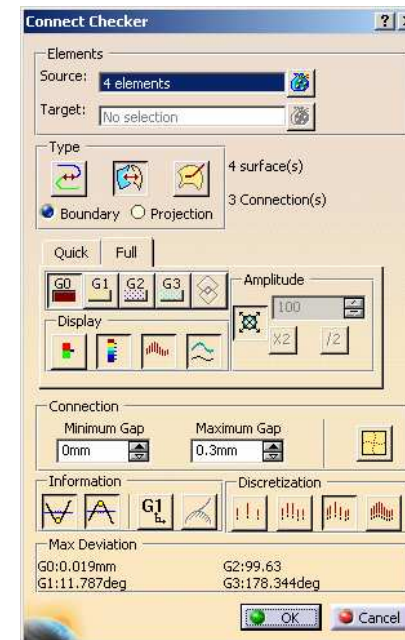 Connect Checker
Elements
Source: 4 elements
Target: No selection
Type
4 surface(s)
3 Connection(s)
Boundary Projection
Quick Full
G0 G1 G2 G3
Amplitude
100
X2 /2
Display
Connection
Minimum Gap Maximum Gap
0mm 0.3mm
Information
G1
Discretization
Max Deviation
G0:0.019mm G2:99.63
G1:11.787deg G3:178.344deg
OK Cancel